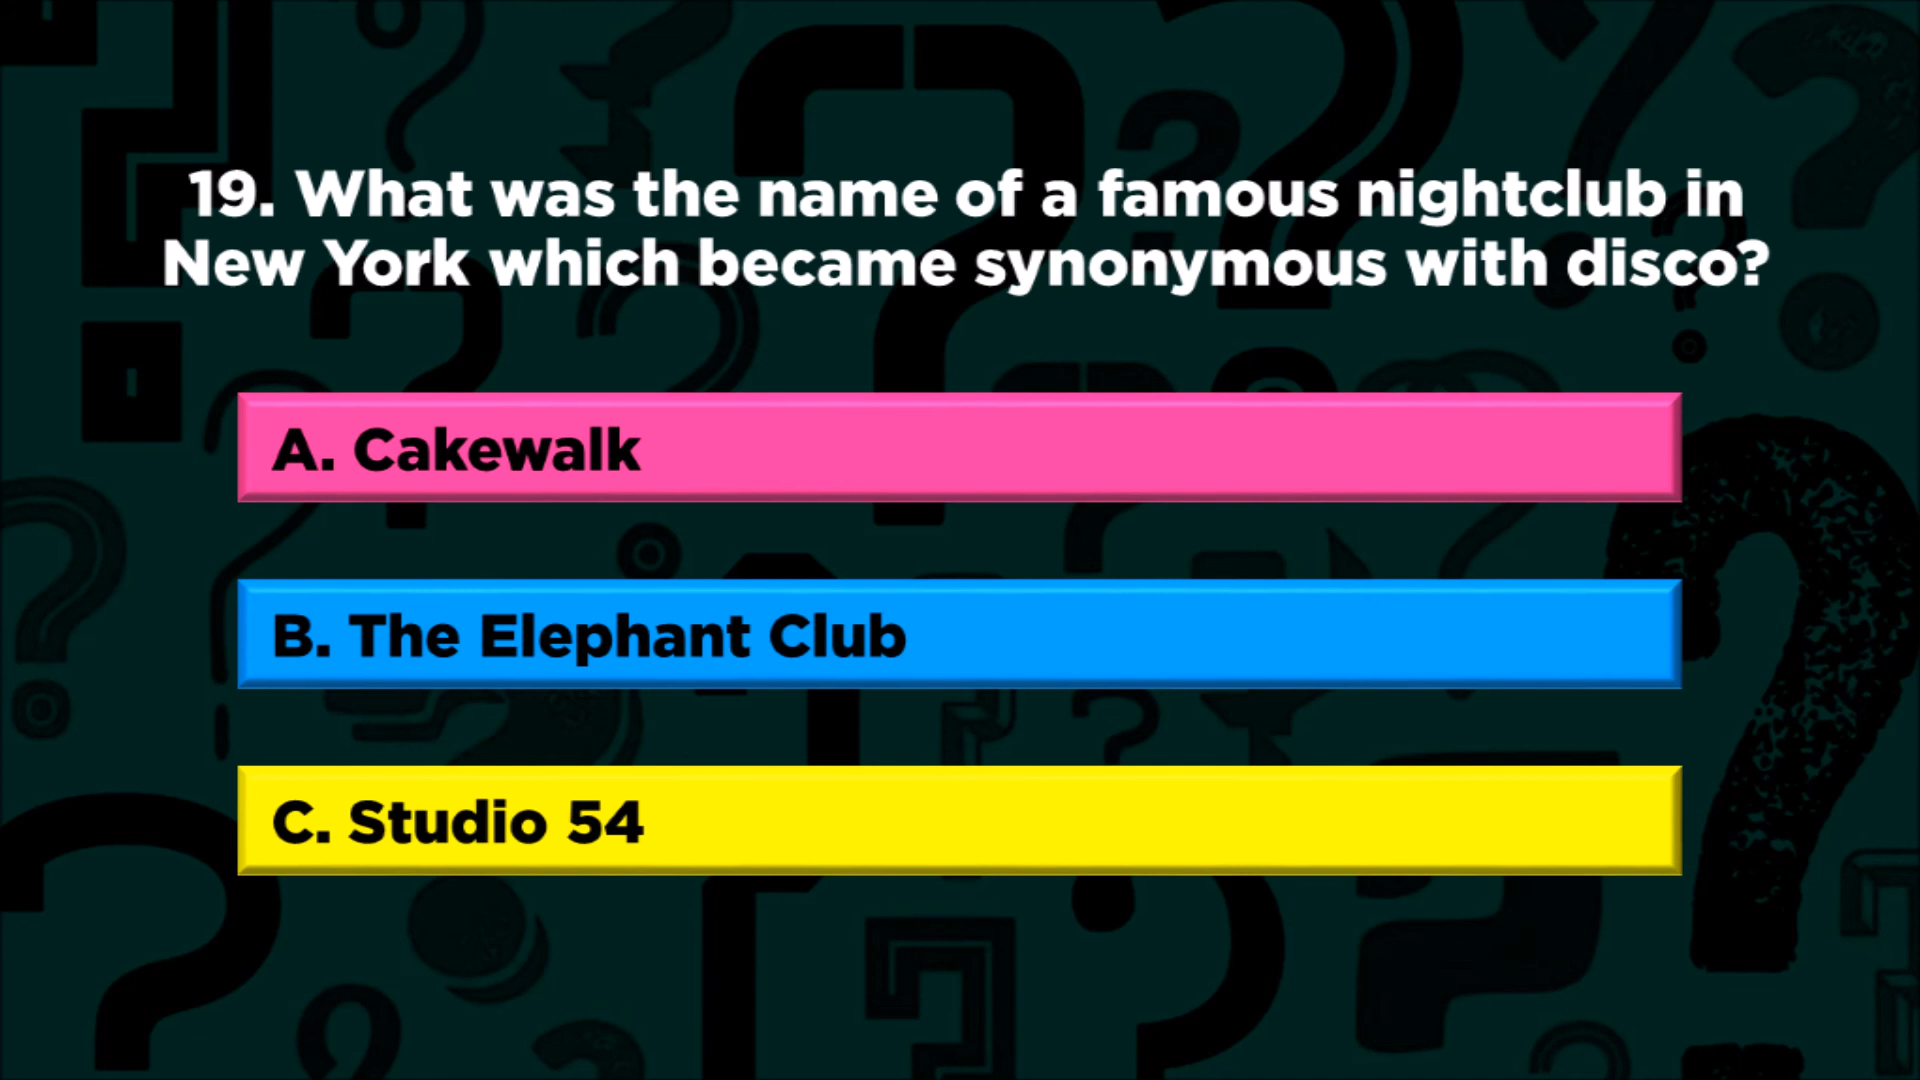 19. What was the name of a famous nightclub in
New York which became synonymous with disco?
A. Cakewalk
B. The Elephant Club
C. Studio 54